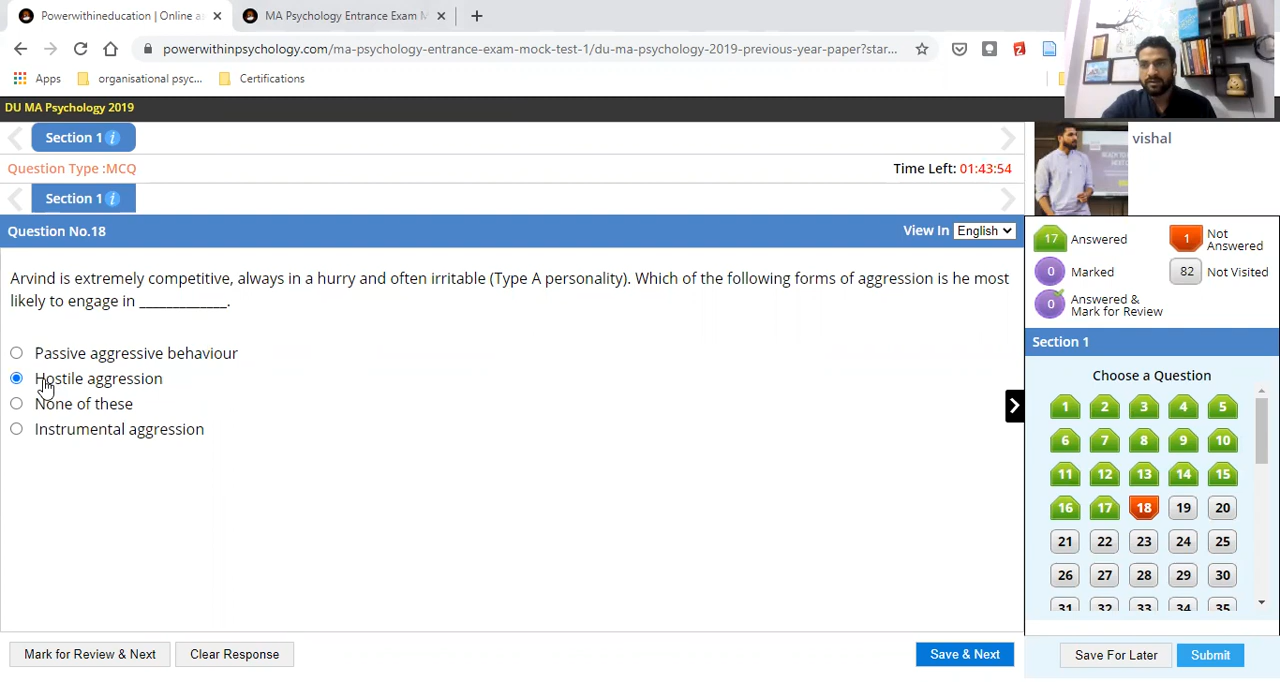 Powerwithineducation | Online a
MA Psychology Entrance Exam M
powerwithinpsychology.com/ma-psychology-entrance-exam-mock-test-1/du-ma-psychology-2019-previous-year-paper?star...
Apps
organisational psyc...
Certifications
DU MA Psychology 2019
Section 1
vishal
Question Type :MCQ
Time Left: 01:43:54
Section 1
Question No.18
View In English
Arvind is extremely competitive, always in a hurry and often irritable (Type A personality). Which of the following forms of aggression is he most
likely to engage in _____________.
Passive aggressive behaviour
Hostile aggression
None of these
Instrumental aggression
17 Answered
1 Not
Answered
0 Marked
82 Not Visited
0 Answered &
Mark for Review
Section 1
Choose a Question
1 2 3 4 5
6 7 8 9 10
11 12 13 14 15
16 17 18 19 20
21 22 23 24 25
26 27 28 29 30
31 32 33 34 35
Mark for Review & Next
Clear Response
Save & Next
Save For Later
Submit